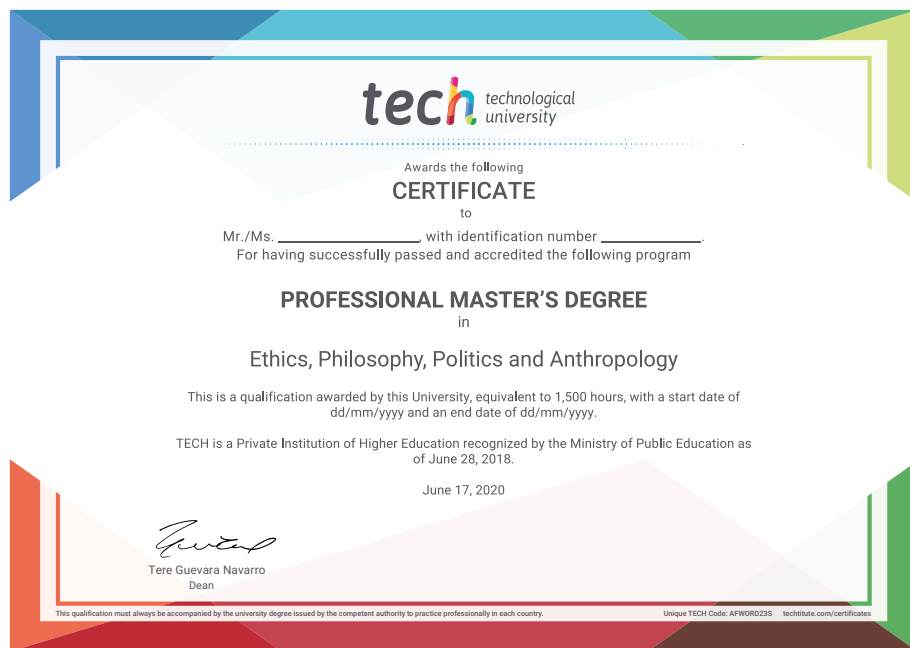 tech technological
university
Awards the following
CERTIFICATE
to
Mr./Ms. ____________________, with identification number ______________.
For having successfully passed and accredited the following program
PROFESSIONAL MASTER'S DEGREE
in
Ethics, Philosophy, Politics and Anthropology
This is a qualification awarded by this University, equivalent to 1,500 hours, with a start date of
dd/mm/yyyy and an end date of dd/mm/yyyy.
TECH is a Private Institution of Higher Education recognized by the Ministry of Public Education as
of June 28, 2018.
June 17, 2020
Tere Guevara Navarro
Dean
This qualification must always be accompanied by the university degree issued by the competent authority to practice professionally in each country. Unique TECH Code: AFWORD23S techtitute.com/certificates